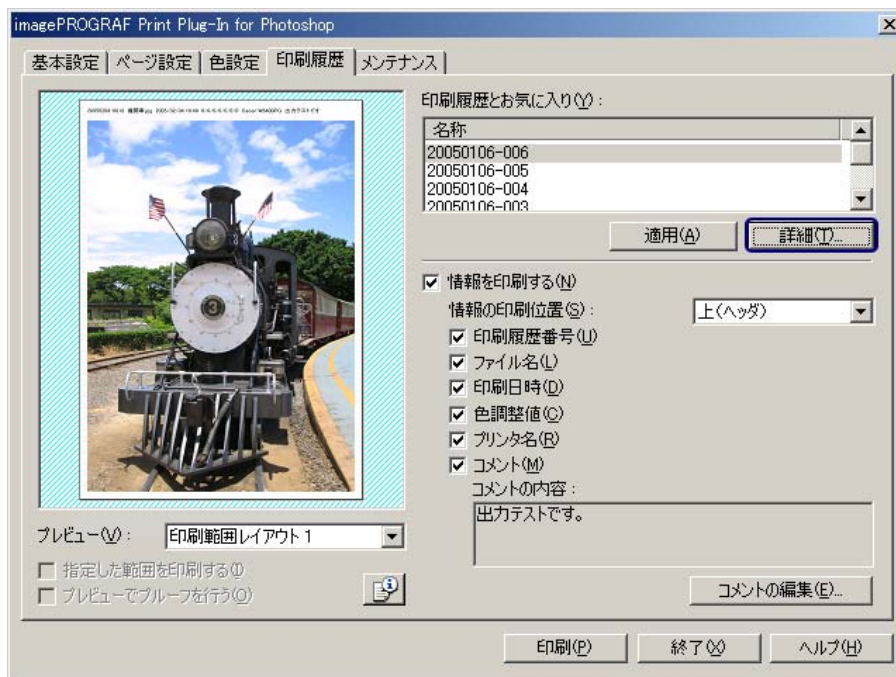 imagePROGRAF Print Plug-In for Photoshop
基本設定 ページ設定 色設定 印刷履歴 メンテナンス
印刷履歴とお気に入り(Y):
名称
20050106-006
20050106-005
20050106-004
20050106-003
適用(A) 詳細(T)...
情報を印刷する(N)
情報の印刷位置(S): 上(ヘッダ)
印刷履歴番号(U)
ファイル名(L)
印刷日時(D)
色調整値(C)
プリンタ名(R)
コメント(M)
コメントの内容:
出力テストです。
コメントの編集(E)...
3
プレビュー(V): 印刷範囲レイアウト 1
指定した範囲を印刷する(I)
プレビューでプルーフを行う(O)
印刷(P) 終了(X) ヘルプ(H)